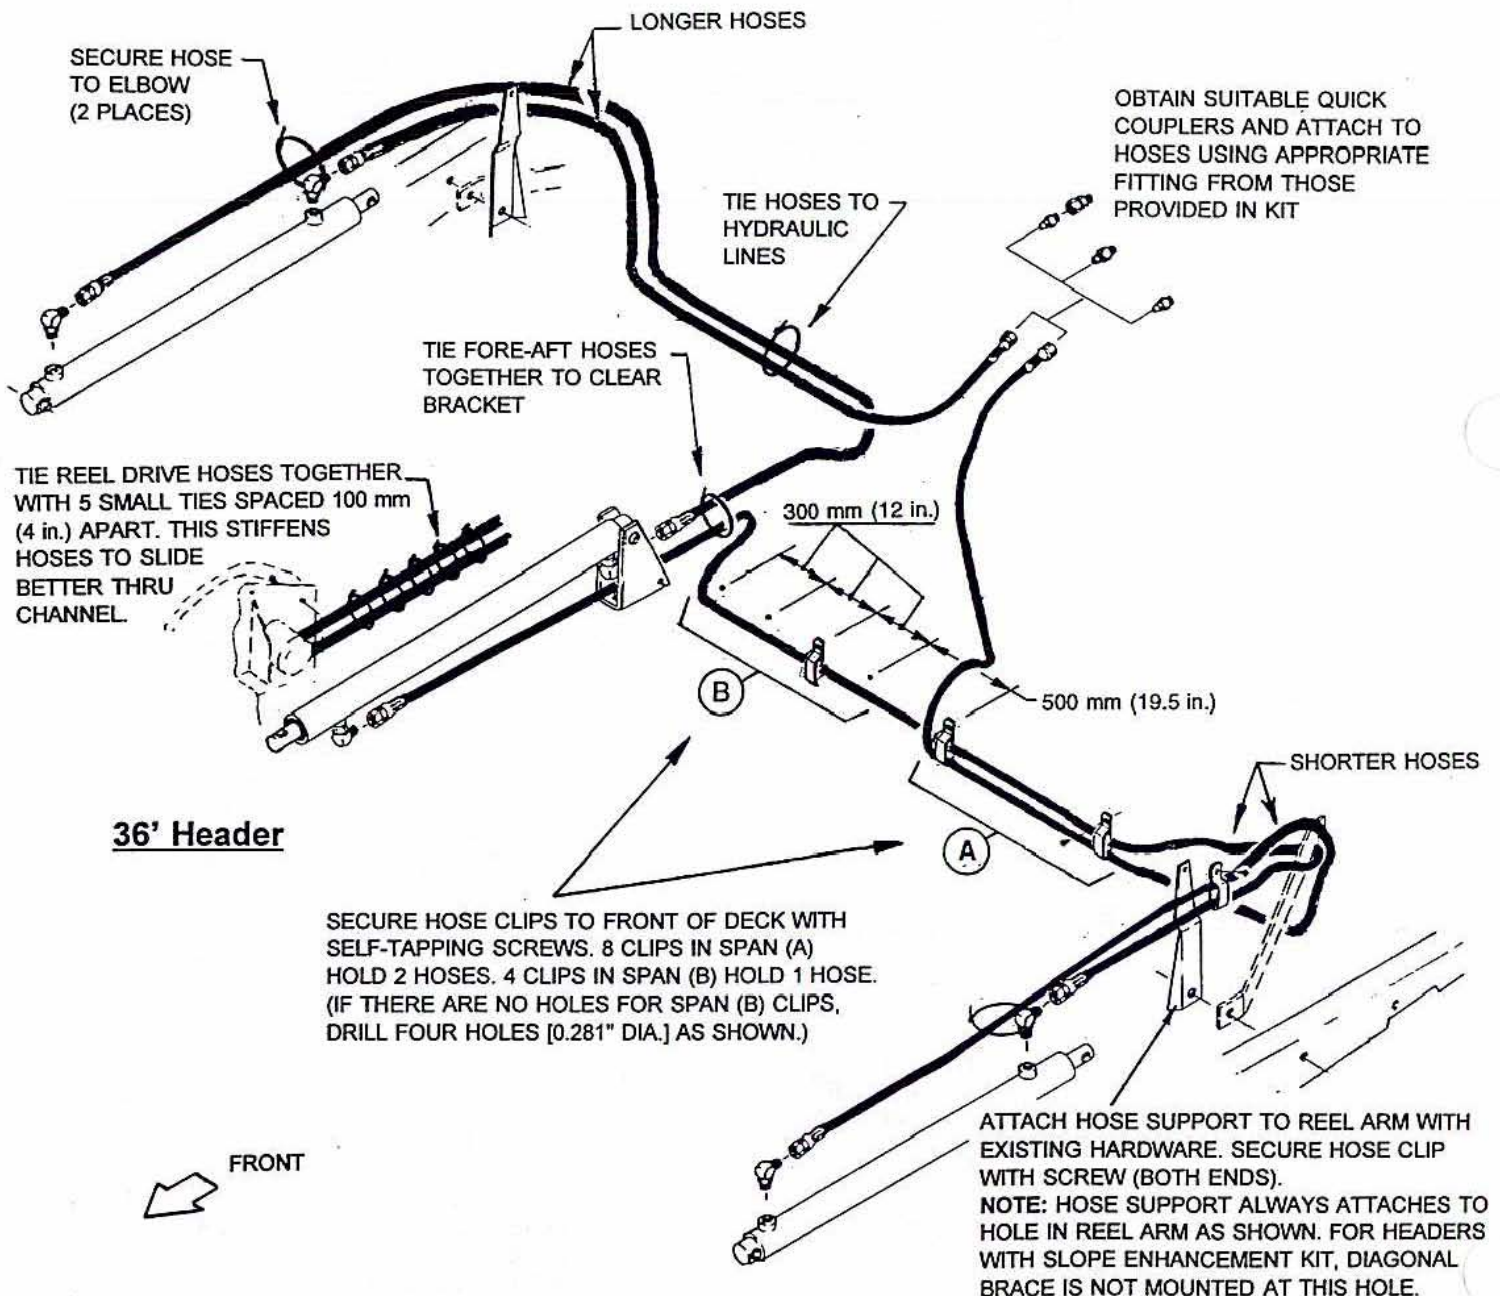 LONGER HOSES
SECURE HOSE
TO ELBOW
(2 PLACES)
OBTAIN SUITABLE QUICK
COUPLERS AND ATTACH TO
HOSES USING APPROPRIATE
FITTING FROM THOSE
PROVIDED IN KIT
TIE HOSES TO
HYDRAULIC
LINES
TIE FORE-AFT HOSES
TOGETHER TO CLEAR
BRACKET
TIE REEL DRIVE HOSES TOGETHER
WITH 5 SMALL TIES SPACED 100 mm
(4 in.) APART. THIS STIFFENS
HOSES TO SLIDE
BETTER THRU
CHANNEL.
300 mm (12 in.)
B
500 mm (19.5 in.)
SHORTER HOSES
36' Header
A
SECURE HOSE CLIPS TO FRONT OF DECK WITH
SELF-TAPPING SCREWS. 8 CLIPS IN SPAN (A)
HOLD 2 HOSES. 4 CLIPS IN SPAN (B) HOLD 1 HOSE.
(IF THERE ARE NO HOLES FOR SPAN (B) CLIPS,
DRILL FOUR HOLES [0.281" DIA.] AS SHOWN.)
FRONT
ATTACH HOSE SUPPORT TO REEL ARM WITH
EXISTING HARDWARE. SECURE HOSE CLIP
WITH SCREW (BOTH ENDS).
NOTE: HOSE SUPPORT ALWAYS ATTACHES TO
HOLE IN REEL ARM AS SHOWN. FOR HEADERS
WITH SLOPE ENHANCEMENT KIT, DIAGONAL
BRACE IS NOT MOUNTED AT THIS HOLE.